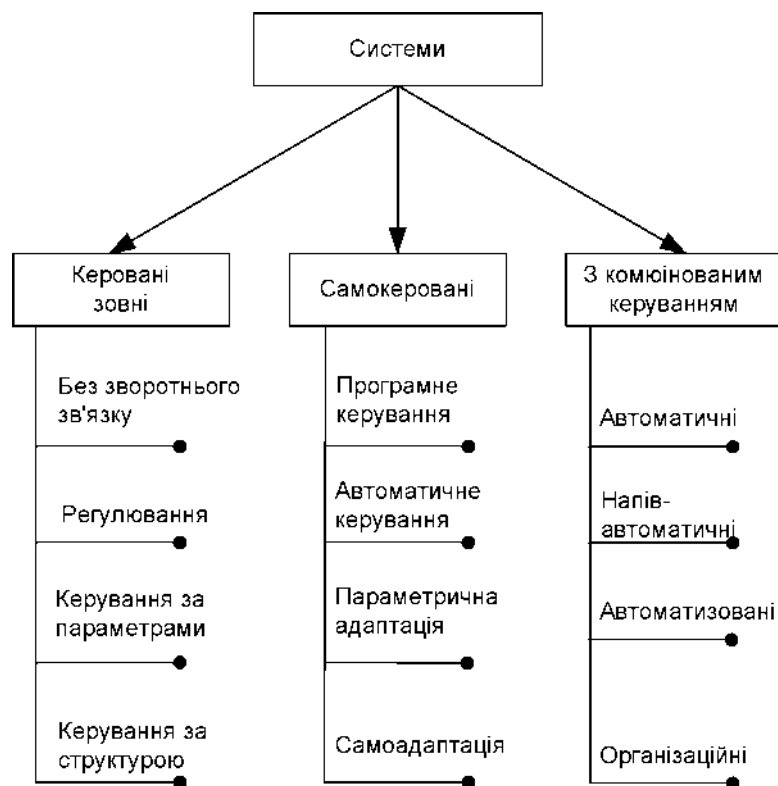 Системи
Керовані
зовні
Самокеровані
З комюінованим
керуванням
Без зворотнього
зв'язку
Регулювання
Керування за
параметрами
Керування за
структурою
Програмне
керування
Автоматичне
керування
Параметрична
адаптація
Самоадаптація
Автоматичні
Напів-
автоматичні
Автоматизовані
Організаційні